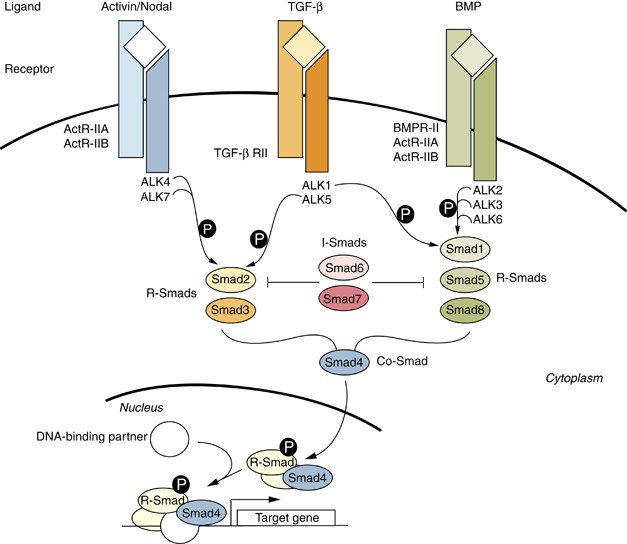 Ligand
Activin/Nodal
TGF-β
BMP
Receptor
ActR-IIA
ActR-IIB
TGF-β RII
BMPR-II
ActR-IIA
ActR-IIB
ALK4
ALK7
ALK1
ALK5
ALK2
ALK3
ALK6
P
P
P
P
I-Smads
Smad1
Smad2
Smad6
Smad5
R-Smads
R-Smads
Smad3
Smad7
Smad8
Smad4
Co-Smad
Cytoplasm
Nucleus
DNA-binding partner
P
R-Smad
Smad4
P
R-Smad
Smad4
Target gene